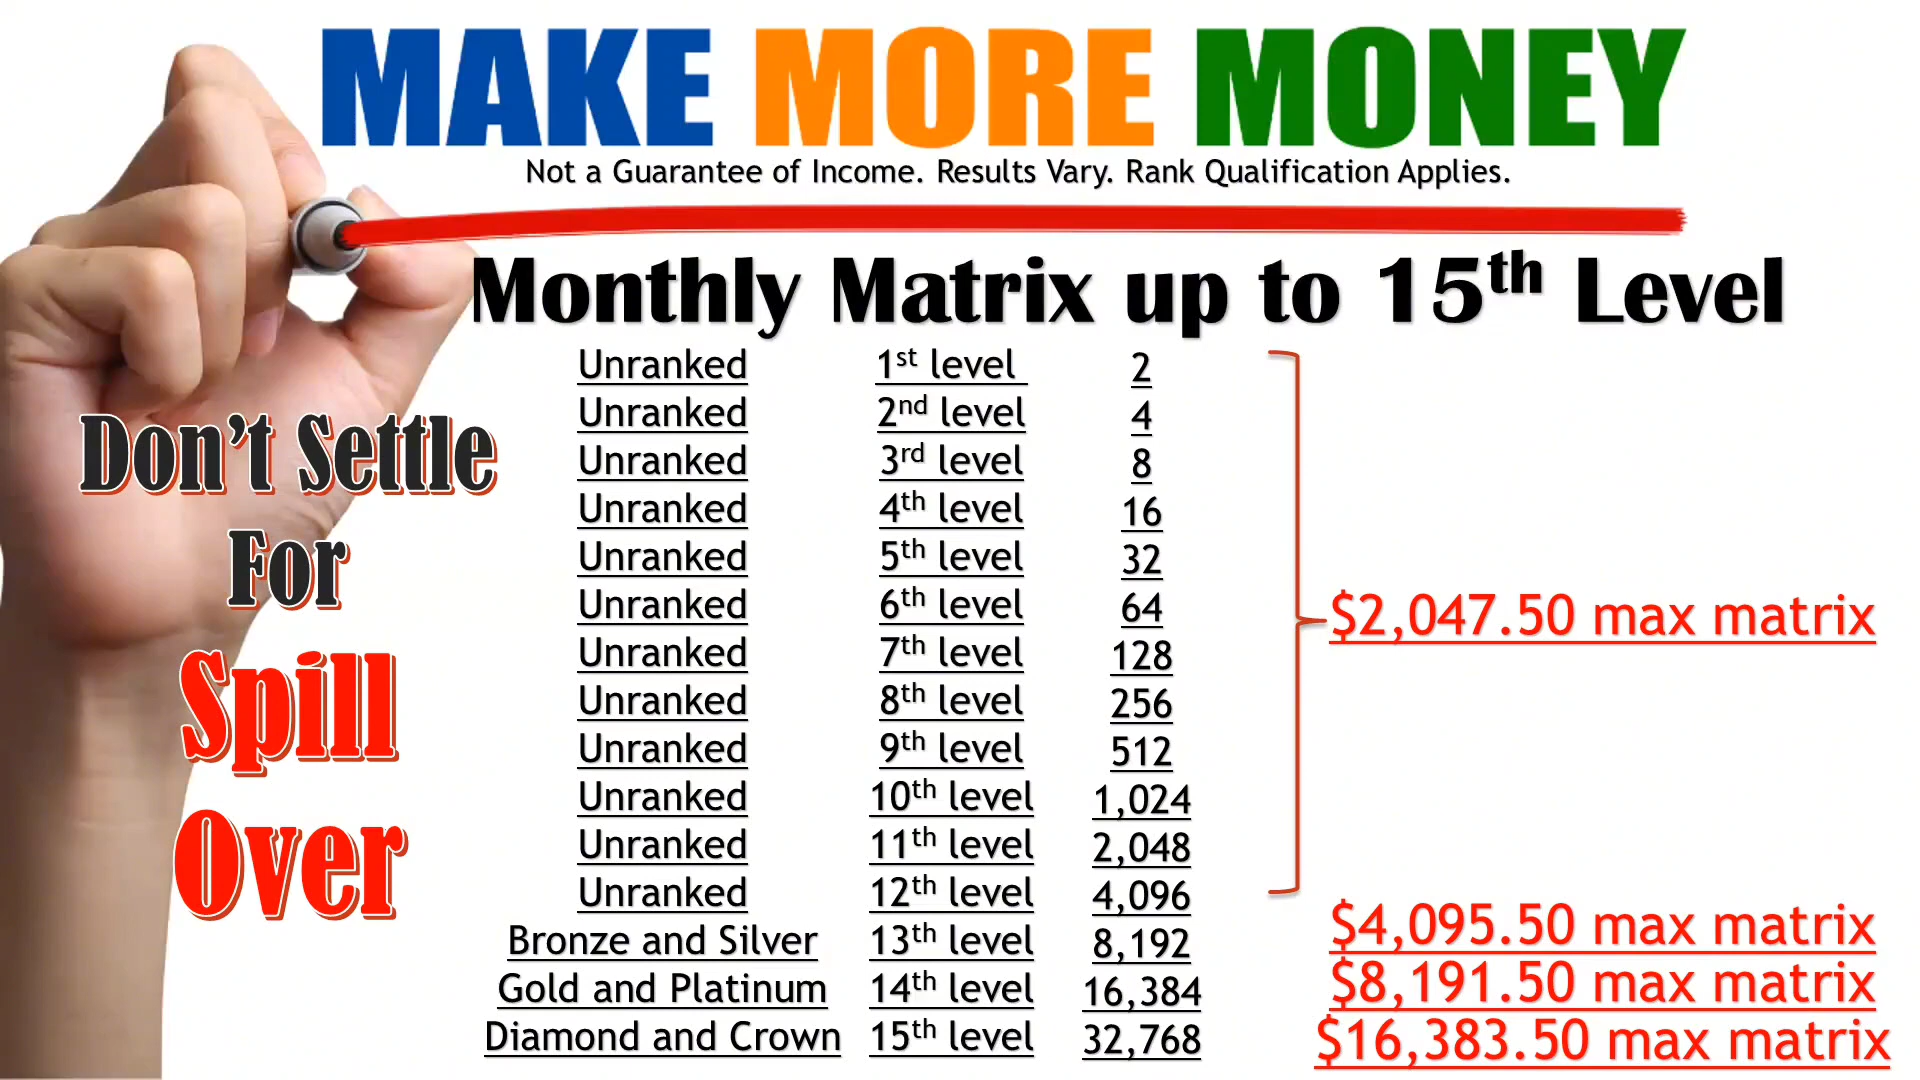 MAKE MORE MONEY
Not a Guarantee of Income. Results Vary. Rank Qualification Applies.
Monthly Matrix up to 15th Level
Don't Settle
For
Spill
Over
Unranked 1st level 2
Unranked 2nd level 4
Unranked 3rd level 8
Unranked 4th level 16
Unranked 5th level 32
Unranked 6th level 64
Unranked 7th level 128
Unranked 8th level 256
Unranked 9th level 512
Unranked 10th level 1,024
Unranked 11th level 2,048
Unranked 12th level 4,096
$2,047.50 max matrix
Bronze and Silver 13th level 8,192 $4,095.50 max matrix
Gold and Platinum 14th level 16,384 $8,191.50 max matrix
Diamond and Crown 15th level 32,768 $16,383.50 max matrix